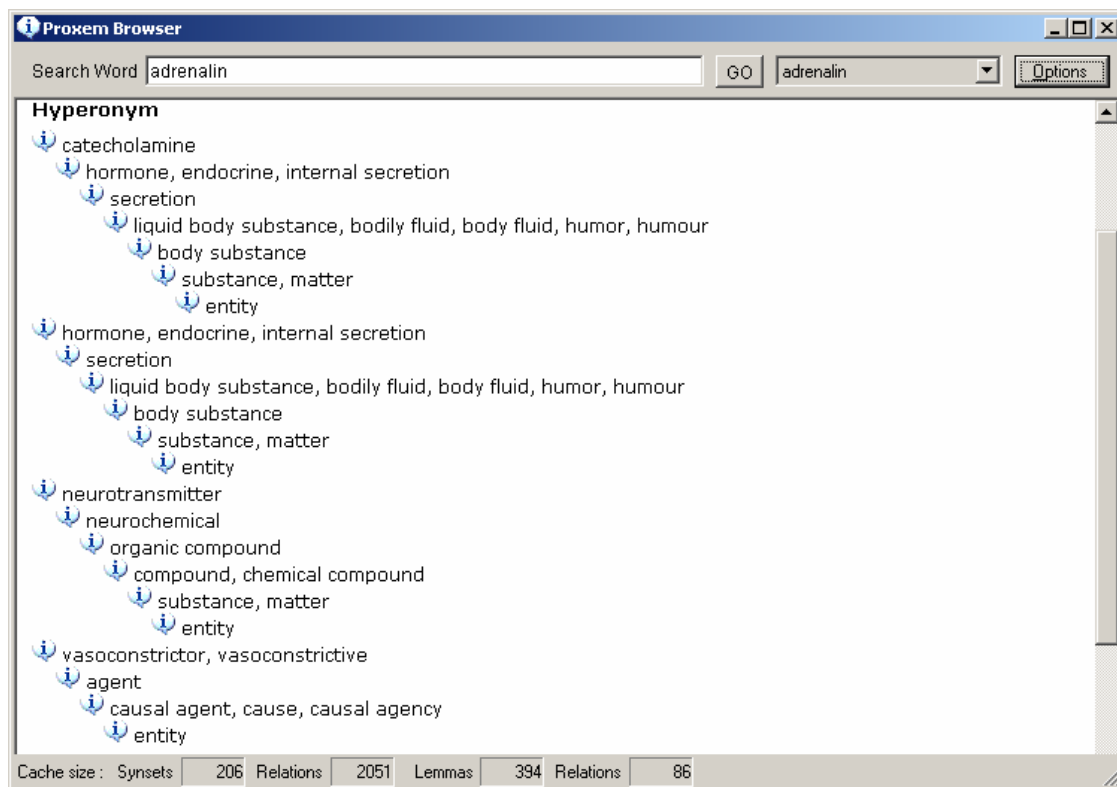 Proxem Browser
Search Word adrenalin GO adrenalin Options
Hyperonym
catecholamine
hormone, endocrine, internal secretion
secretion
liquid body substance, bodily fluid, body fluid, humor, humour
body substance
substance, matter
entity
hormone, endocrine, internal secretion
secretion
liquid body substance, bodily fluid, body fluid, humor, humour
body substance
substance, matter
entity
neurotransmitter
neurochemical
organic compound
compound, chemical compound
substance, matter
entity
vasoconstrictor, vasoconstrictive
agent
causal agent, cause, causal agency
entity
Cache size : Synsets 206 Relations 2051 Lemmas 394 Relations 86